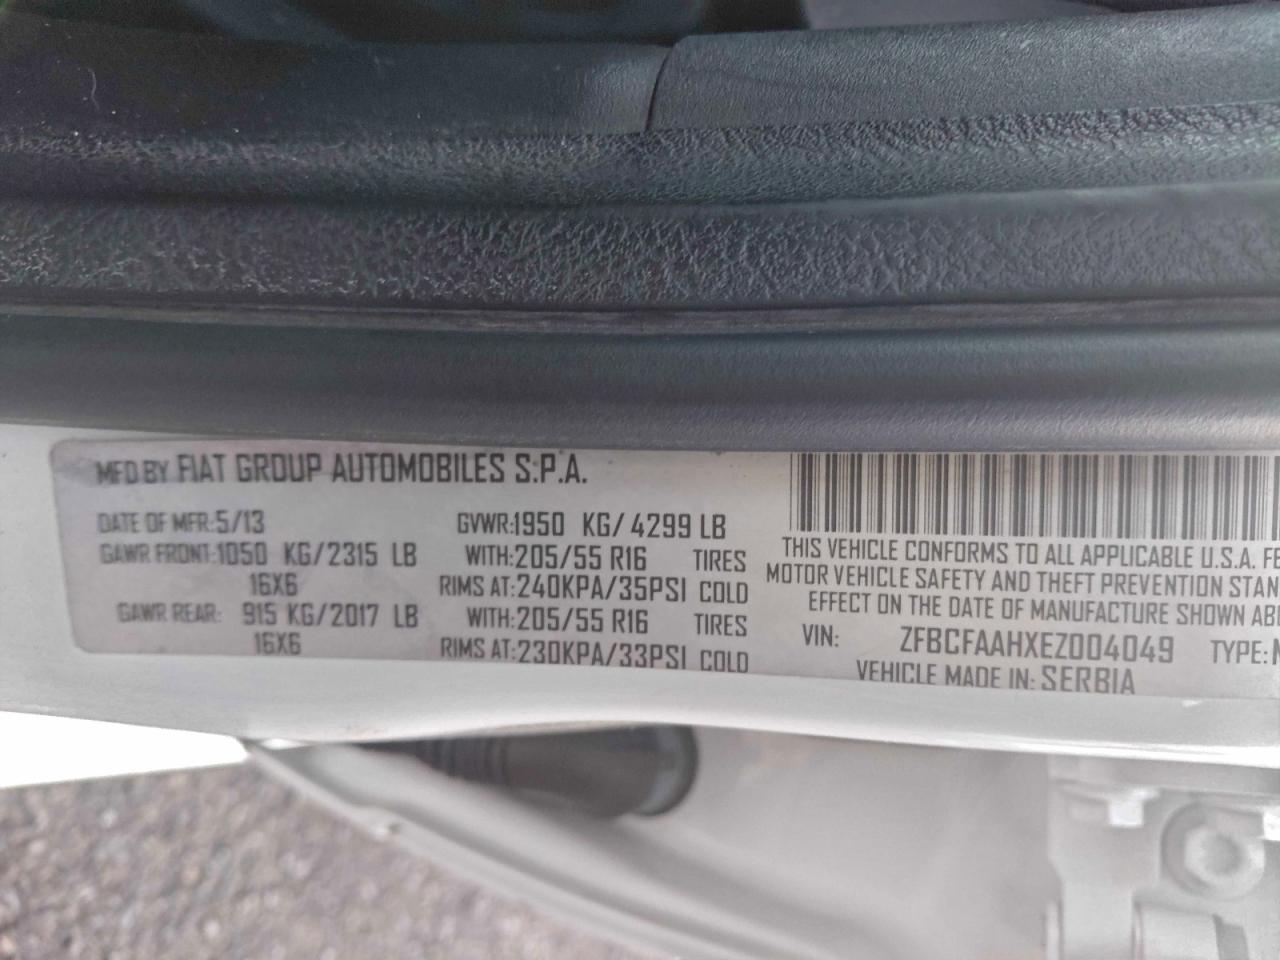 MFD BY FIAT GROUP AUTOMOBILES S.P.A.
DATE OF MFR:5/13 GVWR:1950 KG/ 4299 LB
GAWR FRONT:1050 KG/2315 LB WITH:205/55 R16 TIRES
16X6 RIMS AT:240KPA/35PSI COLD
GAWR REAR: 915 KG/2017 LB WITH:205/55 R16 TIRES
16X6 RIMS AT:230KPA/33PSI COLD
THIS VEHICLE CONFORMS TO ALL APPLICABLE U.S.A. FE
MOTOR VEHICLE SAFETY AND THEFT PREVENTION STAN
EFFECT ON THE DATE OF MANUFACTURE SHOWN AB
VIN: ZFBCFAAHXEZ004049 TYPE:
VEHICLE MADE IN: SERBIA